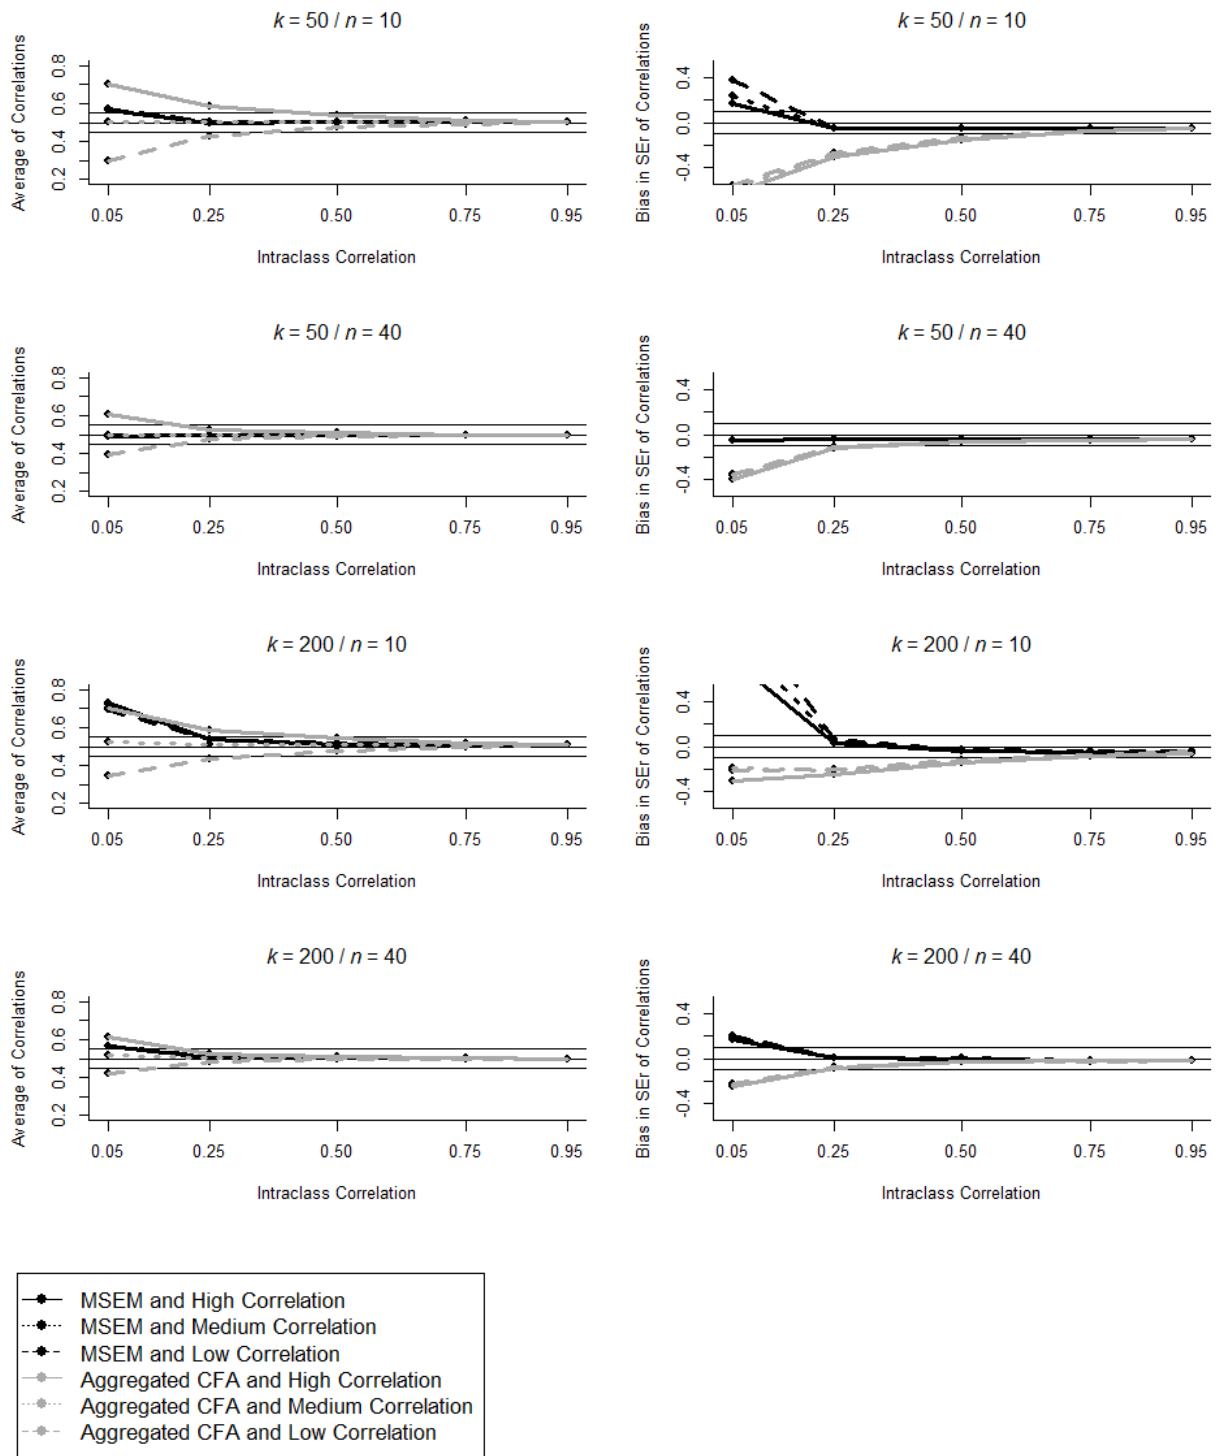 k = 50 / n = 10
Average of Correlations
0.2 0.4 0.6 0.8
0.05 0.25 0.50 0.75 0.95
Intraclass Correlation
k = 50 / n = 10
Bias in SEr of Correlations
-0.4 0.0 0.4
0.05 0.25 0.50 0.75 0.95
Intraclass Correlation
k = 50 / n = 40
Average of Correlations
0.2 0.4 0.6 0.8
0.05 0.25 0.50 0.75 0.95
Intraclass Correlation
k = 50 / n = 40
Bias in SEr of Correlations
-0.4 0.0 0.4
0.05 0.25 0.50 0.75 0.95
Intraclass Correlation
k = 200 / n = 10
Average of Correlations
0.2 0.4 0.6 0.8
0.05 0.25 0.50 0.75 0.95
Intraclass Correlation
k = 200 / n = 10
Bias in SEr of Correlations
-0.4 0.0 0.4
0.05 0.25 0.50 0.75 0.95
Intraclass Correlation
k = 200 / n = 40
Average of Correlations
0.2 0.4 0.6 0.8
0.05 0.25 0.50 0.75 0.95
Intraclass Correlation
k = 200 / n = 40
Bias in SEr of Correlations
-0.4 0.0 0.4
0.05 0.25 0.50 0.75 0.95
Intraclass Correlation
MSEM and High Correlation
MSEM and Medium Correlation
MSEM and Low Correlation
Aggregated CFA and High Correlation
Aggregated CFA and Medium Correlation
Aggregated CFA and Low Correlation